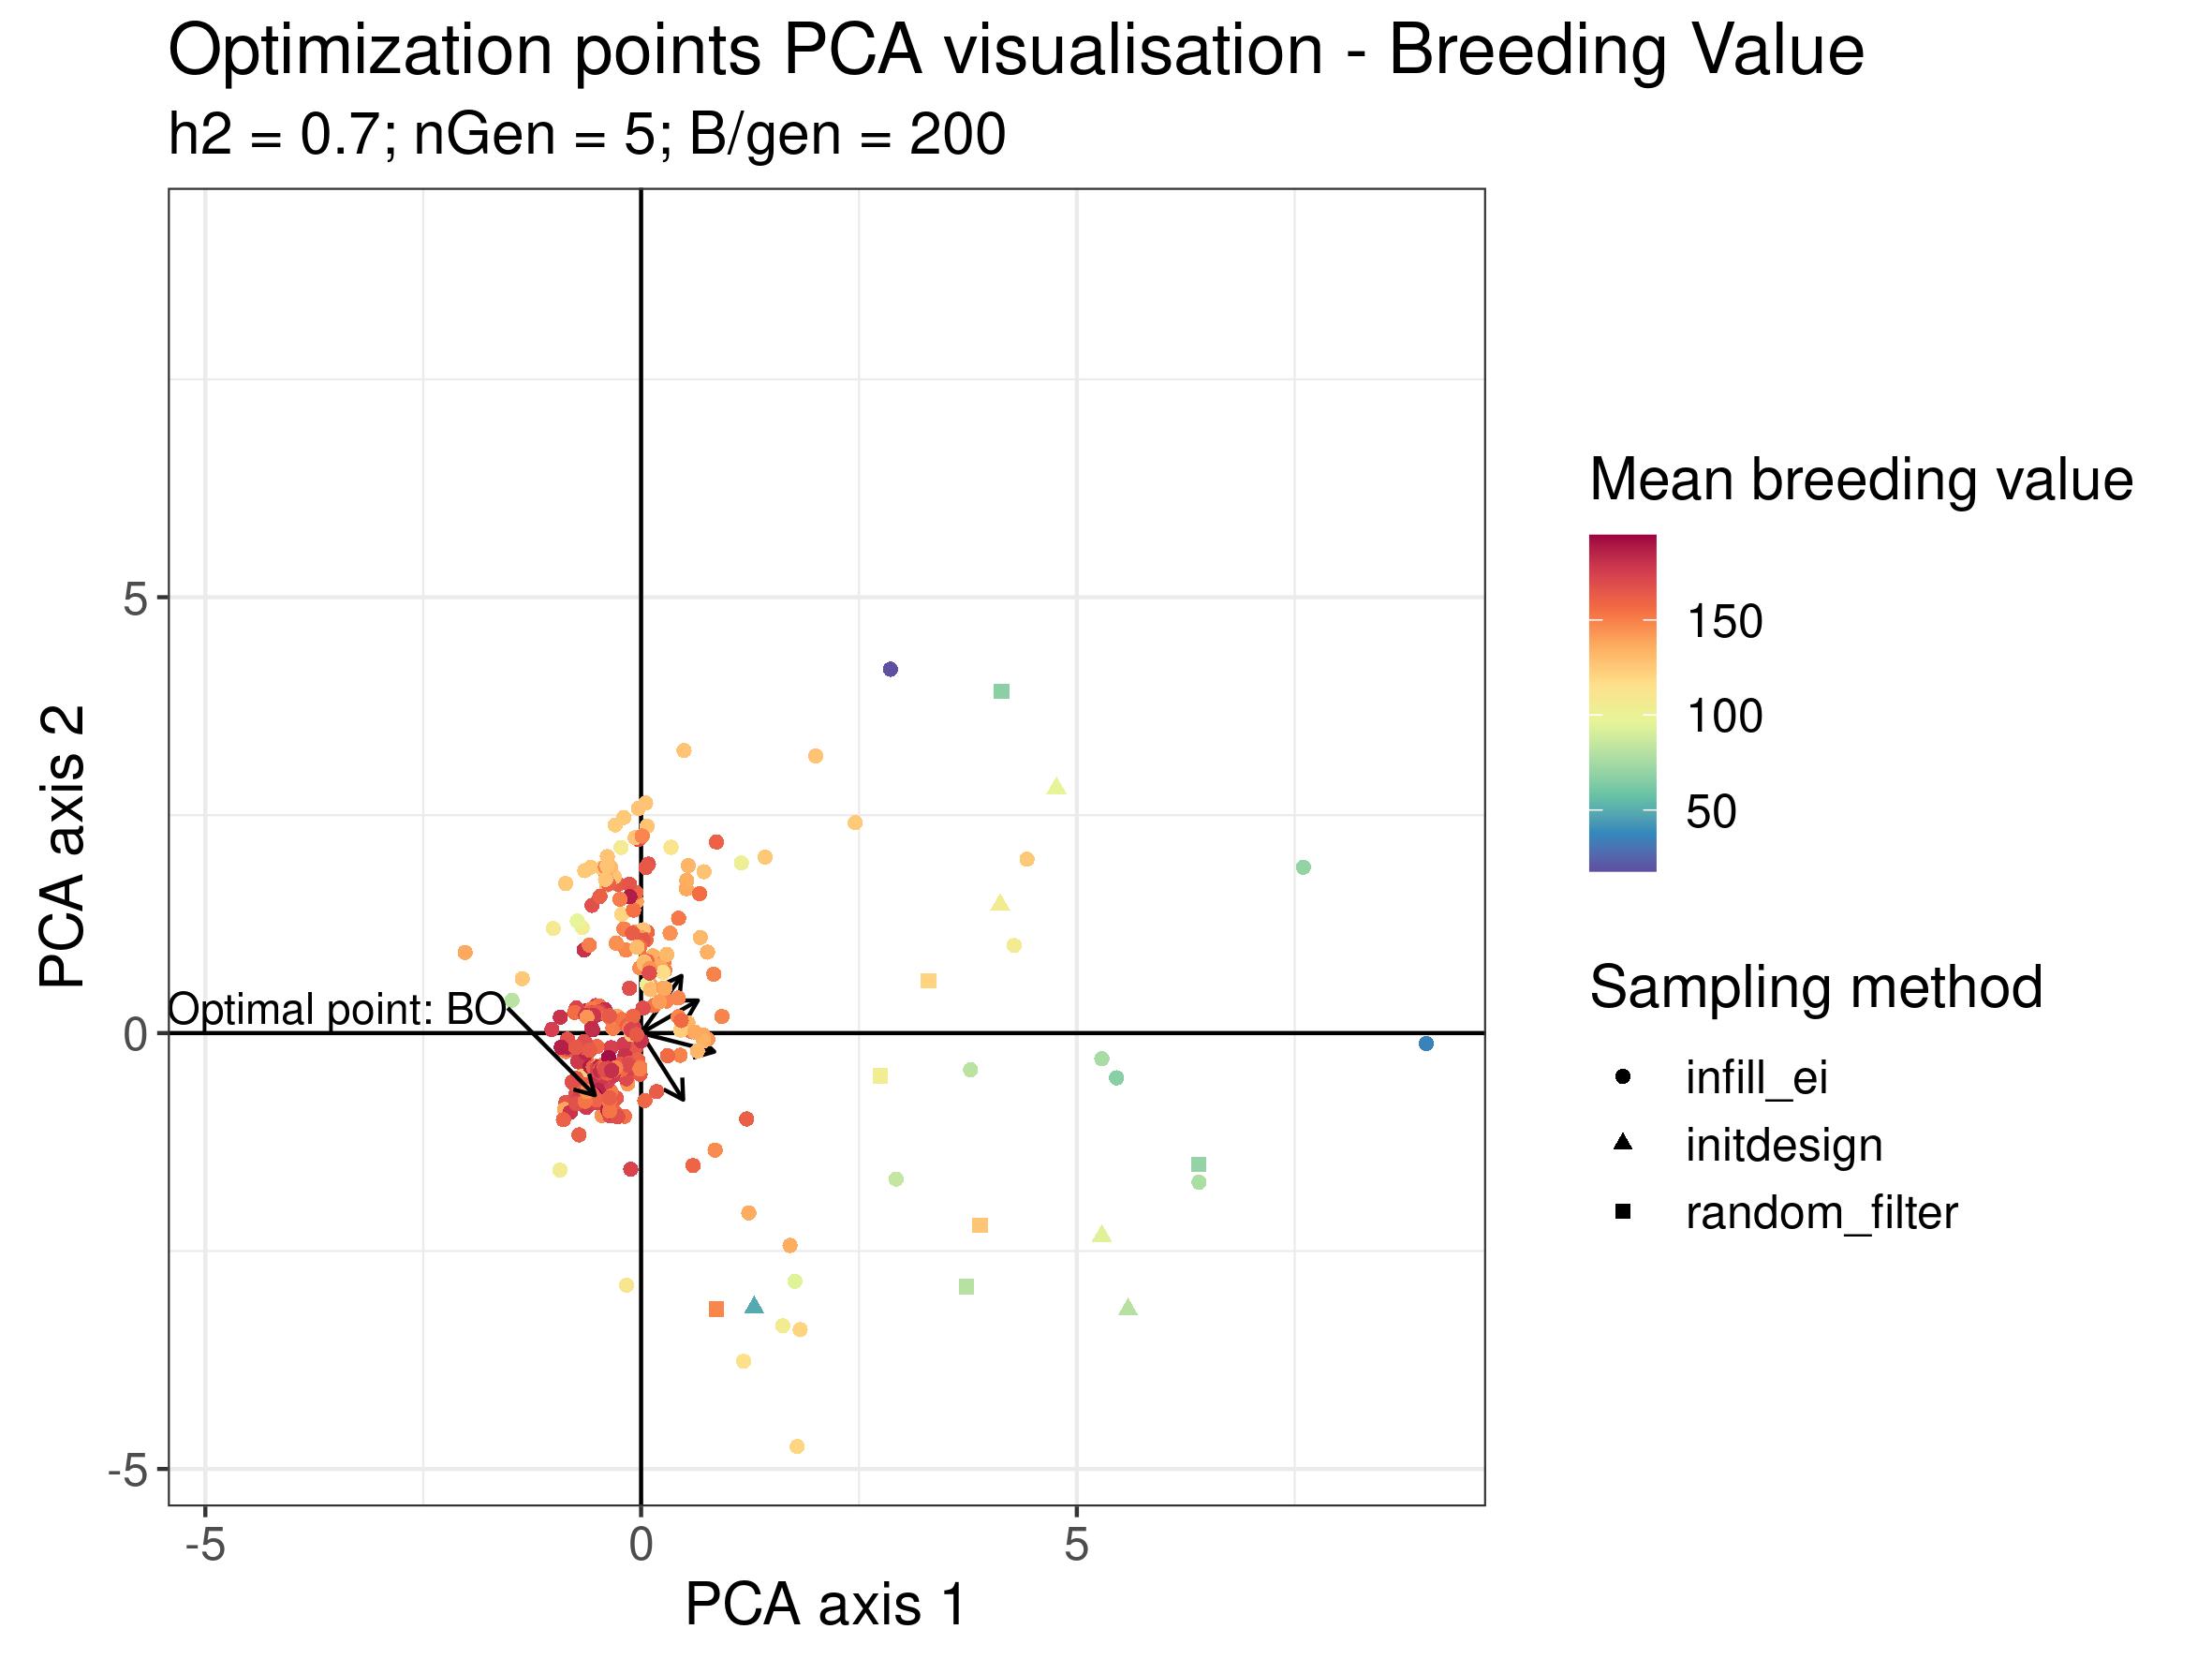 Optimization points PCA visualisation - Breeding Value
h2 = 0.7; nGen = 5; B/gen = 200
PCA axis 2
5
0
-5
Optimal point: BO
-5
0
5
PCA axis 1
Mean breeding value
150
100
50
Sampling method
infill_ei
initdesign
random_filter